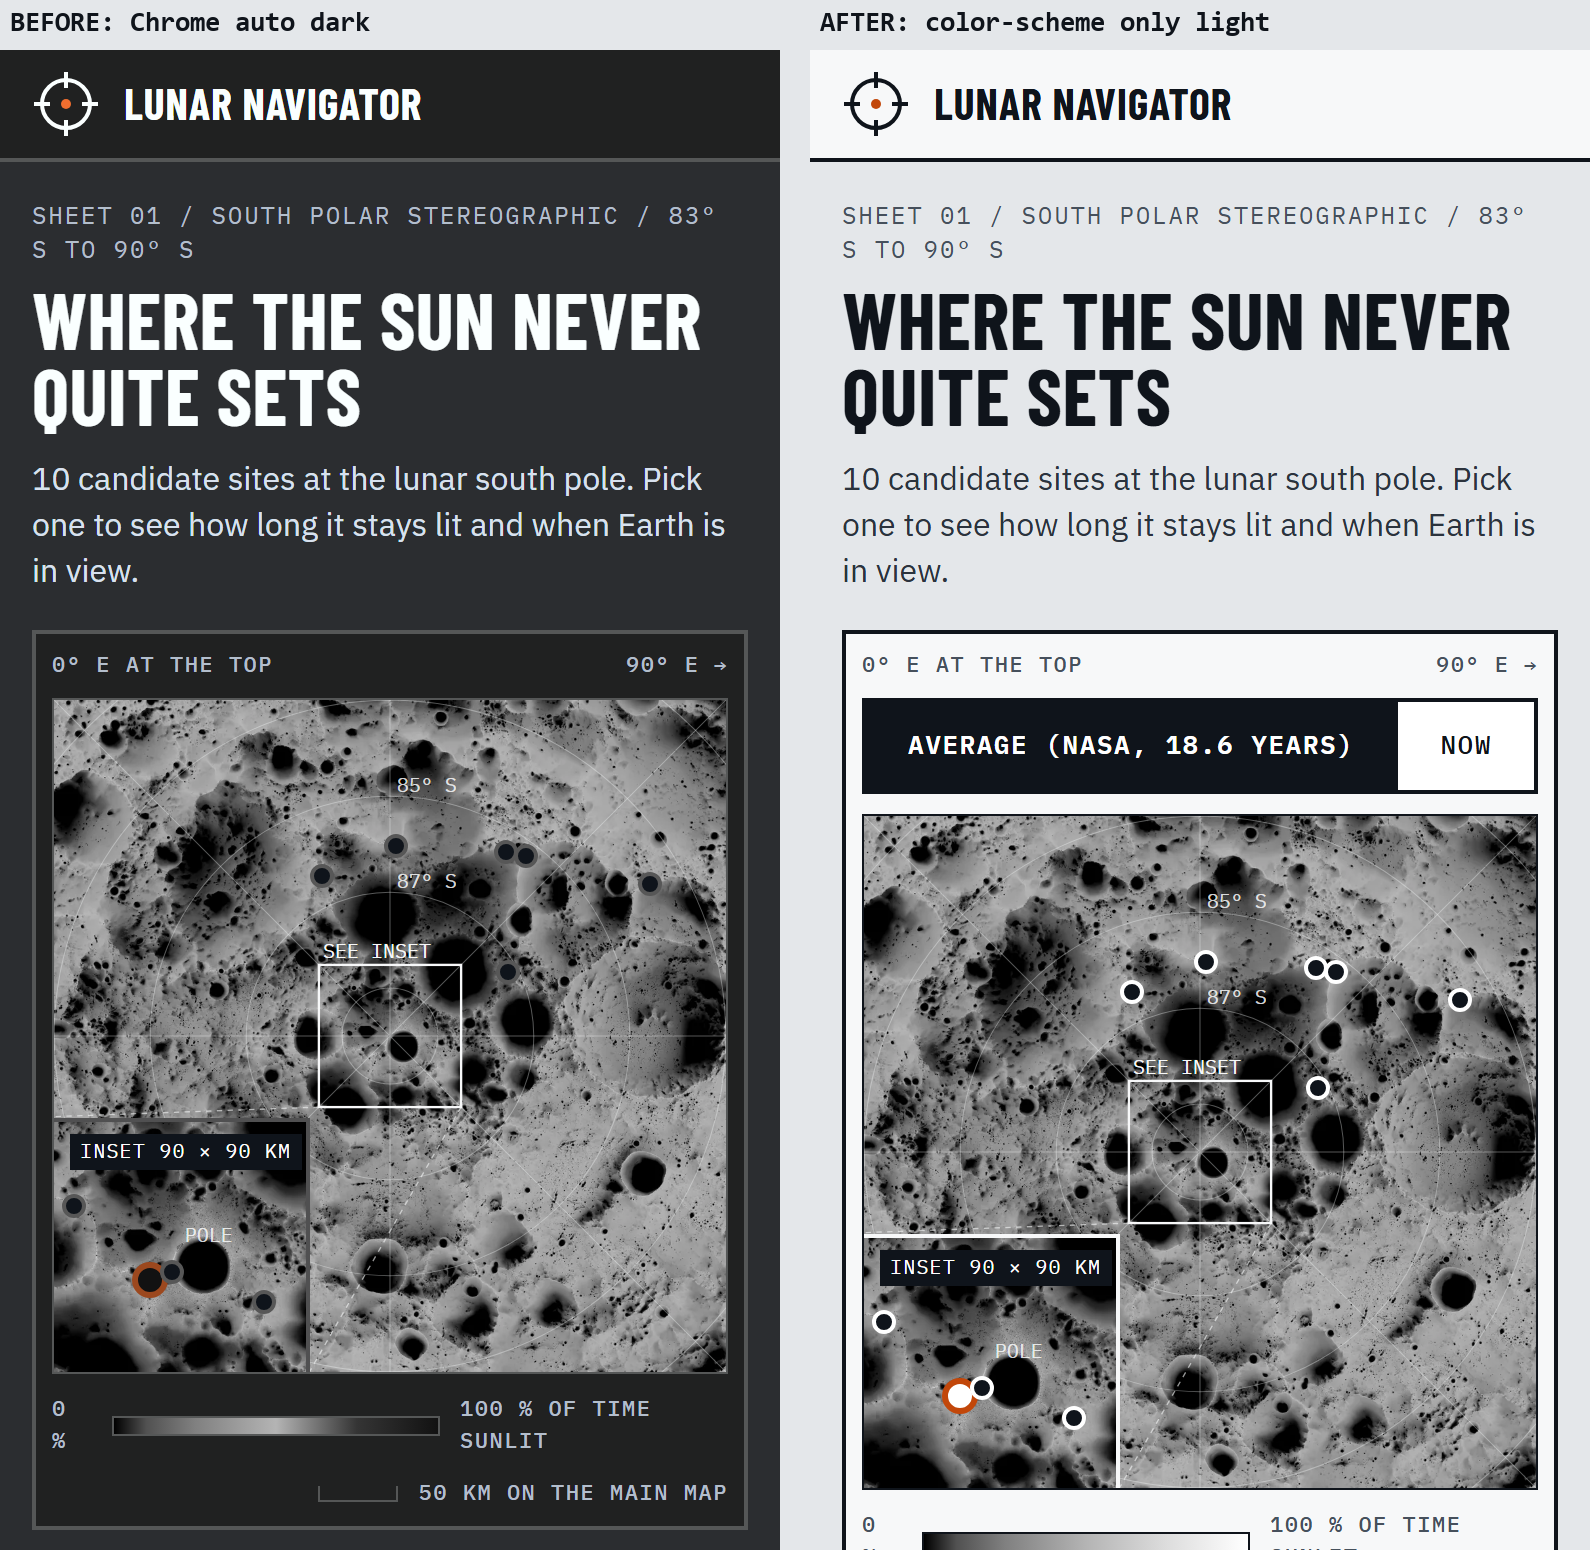 BEFORE: Chrome auto dark
LUNAR NAVIGATOR
SHEET 01 / SOUTH POLAR STEREOGRAPHIC / 83°
S TO 90° S
WHERE THE SUN NEVER
QUITE SETS
10 candidate sites at the lunar south pole. Pick
one to see how long it stays lit and when Earth is
in view.
0° E AT THE TOP
90° E →
85° S
87° S
SEE INSET
INSET 90 × 90 KM
POLE
0
%
100 % OF TIME
SUNLIT
50 KM ON THE MAIN MAP
AFTER: color-scheme only light
LUNAR NAVIGATOR
SHEET 01 / SOUTH POLAR STEREOGRAPHIC / 83°
S TO 90° S
WHERE THE SUN NEVER
QUITE SETS
10 candidate sites at the lunar south pole. Pick
one to see how long it stays lit and when Earth is
in view.
0° E AT THE TOP
90° E →
AVERAGE (NASA, 18.6 YEARS)
NOW
85° S
87° S
SEE INSET
INSET 90 × 90 KM
POLE
0
100 % OF TIME